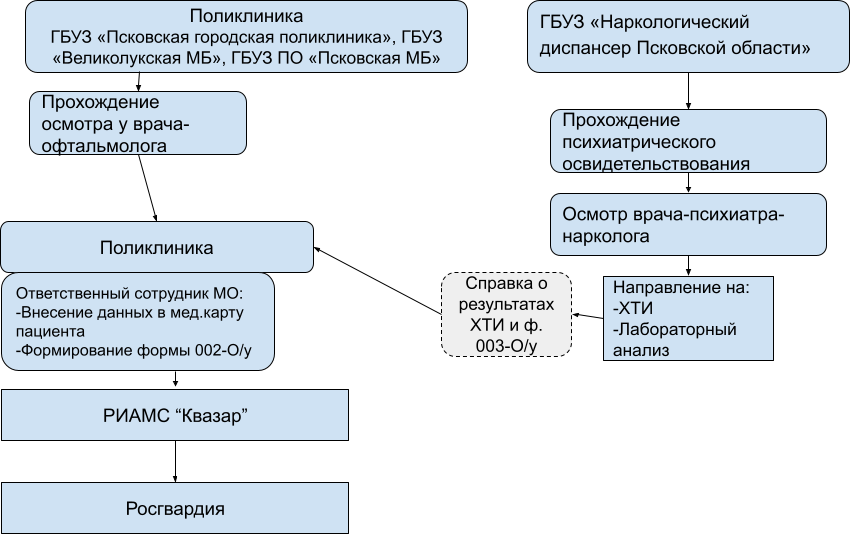 Поликлиника
ГБУЗ «Псковская городская поликлиника», ГБУЗ
«Великолукская МБ», ГБУЗ ПО «Псковская МБ»
ГБУЗ «Наркологический
диспансер Псковской области»
Прохождение
осмотра у врача-
офтальмолога
Прохождение
психиатрического
освидетельствования
Осмотр врача-психиатра-
нарколога
Поликлиника
Ответственный сотрудник МО:
-Внесение данных в мед.карту
пациента
-Формирование формы 002-О/у
Справка о
результатах
ХТИ и ф.
003-О/у
Направление на:
-ХТИ
-Лабораторный
анализ
РИАМС “Квазар”
Росгвардия